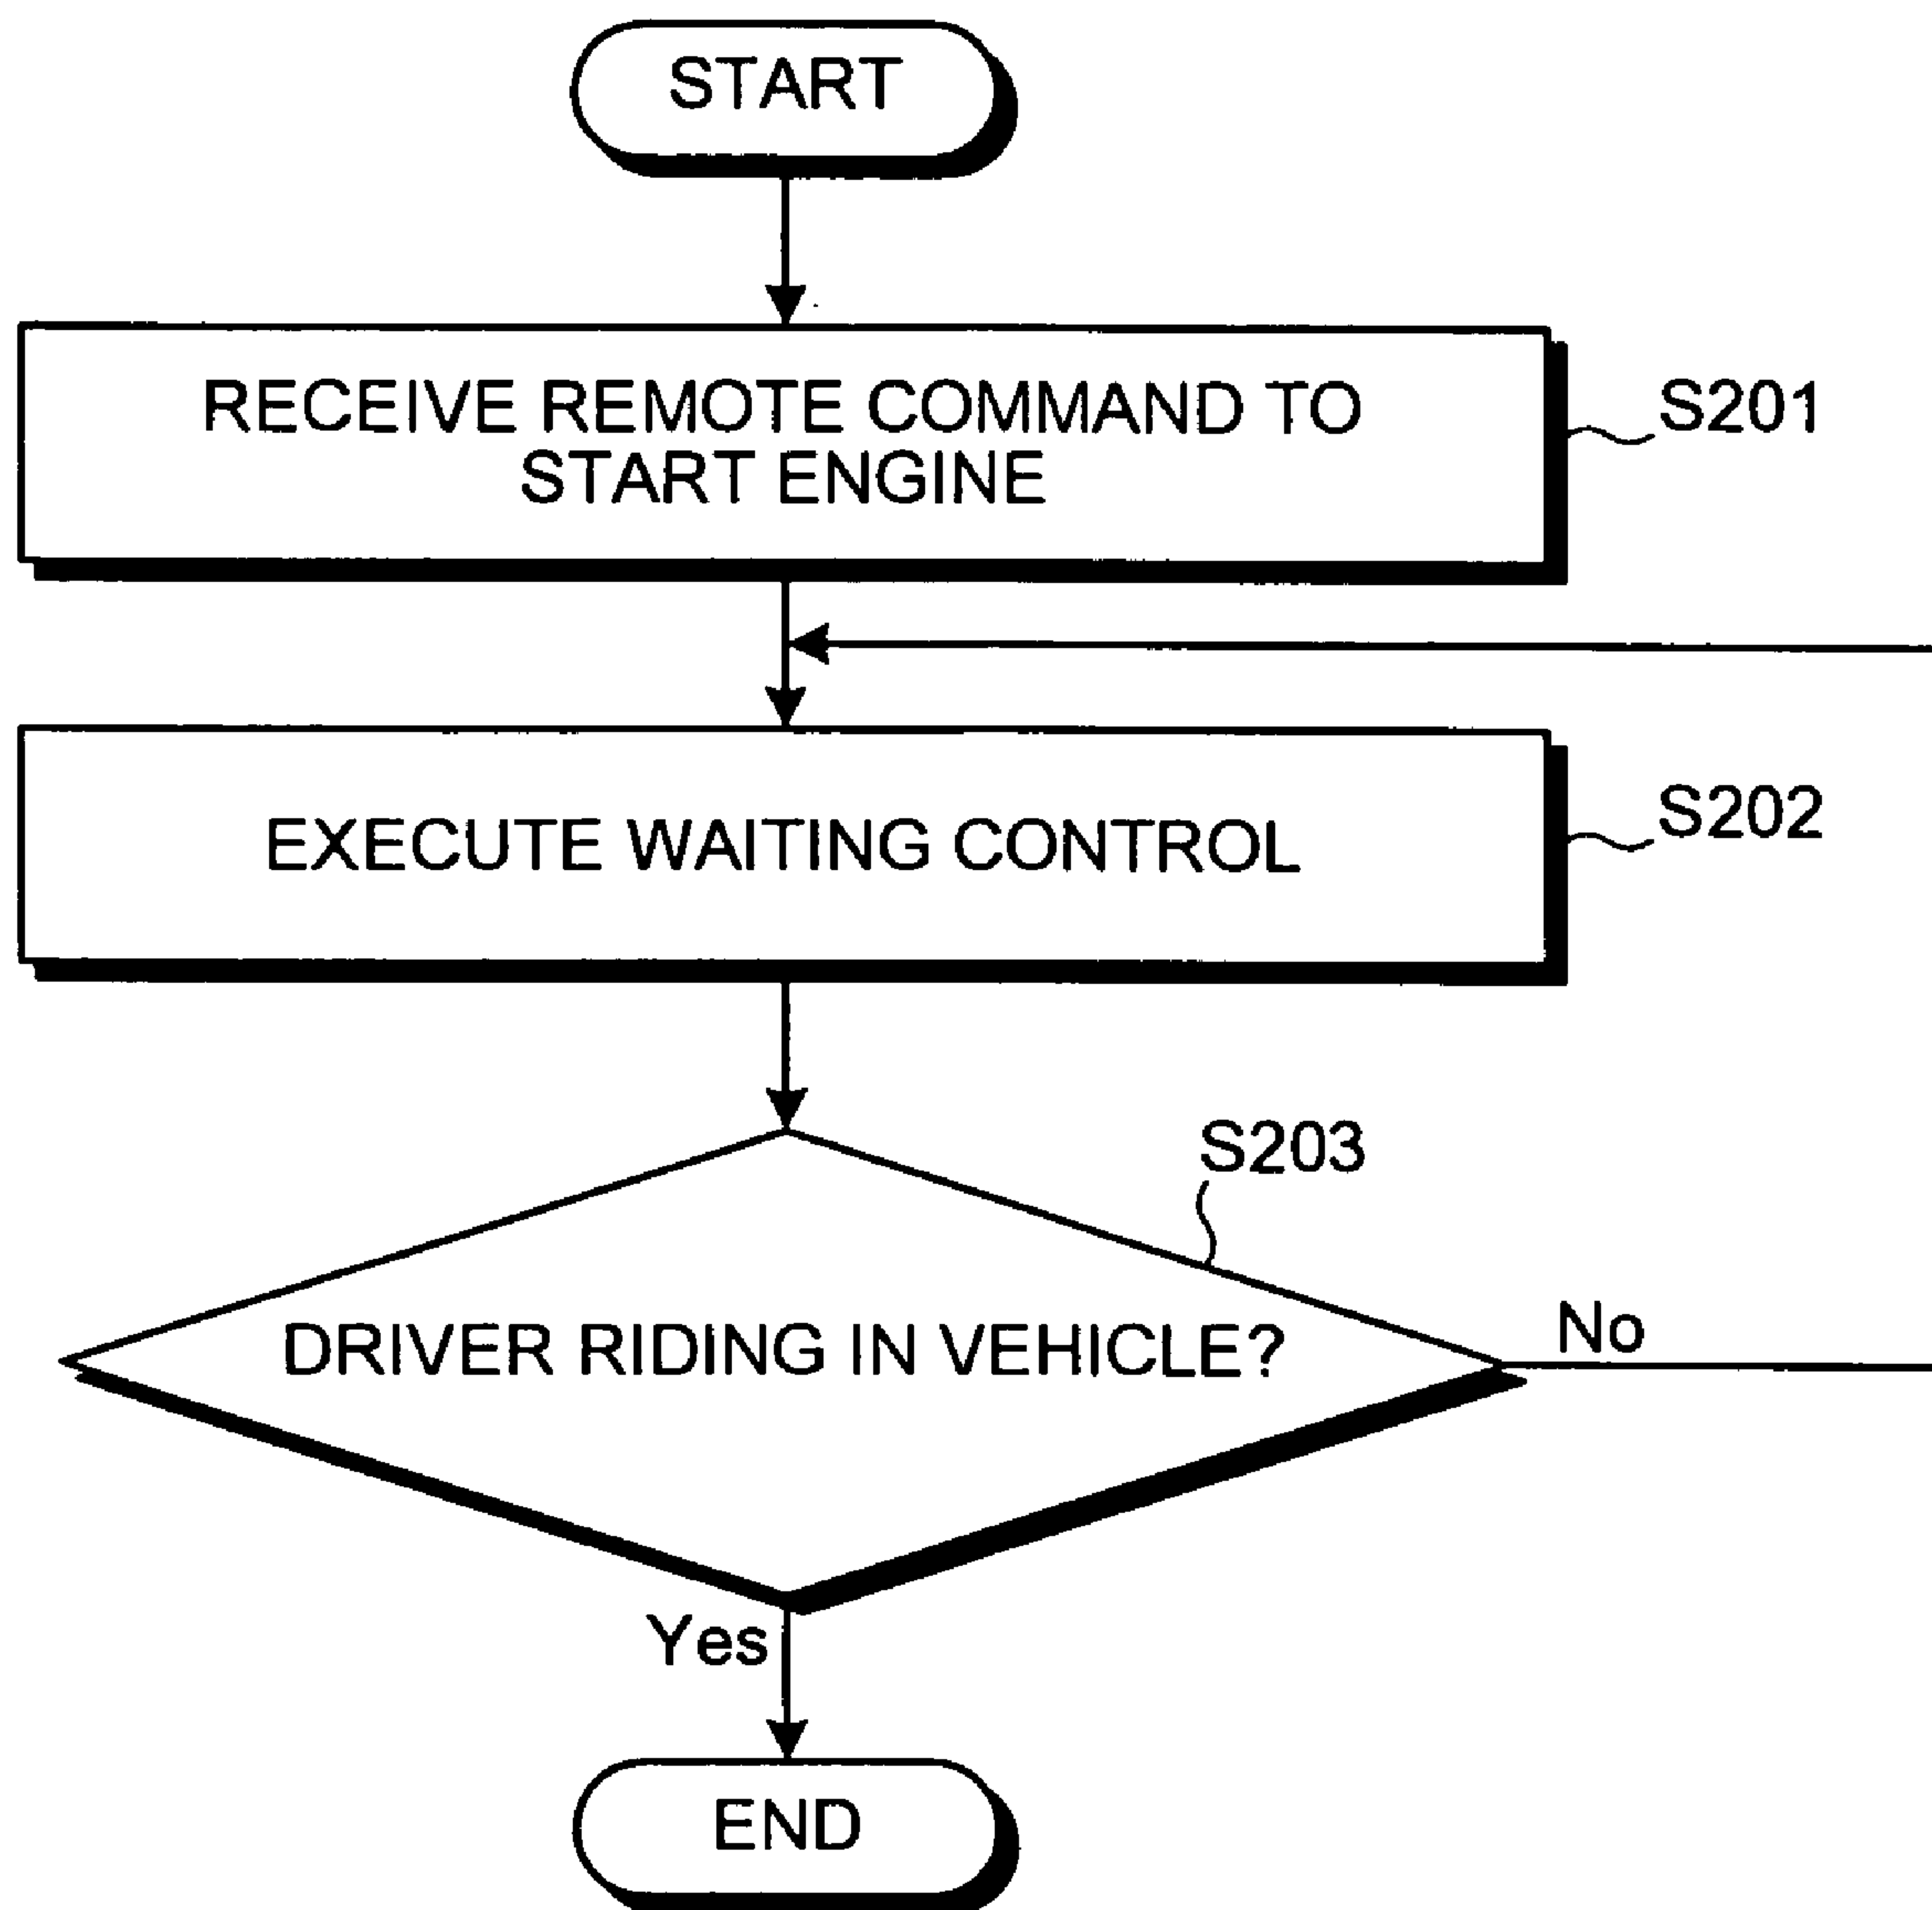 START
RECEIVE REMOTE COMMAND TO
START ENGINE
S201
EXECUTE WAITING CONTROL
S202
S203
DRIVER RIDING IN VEHICLE?
No
Yes
END